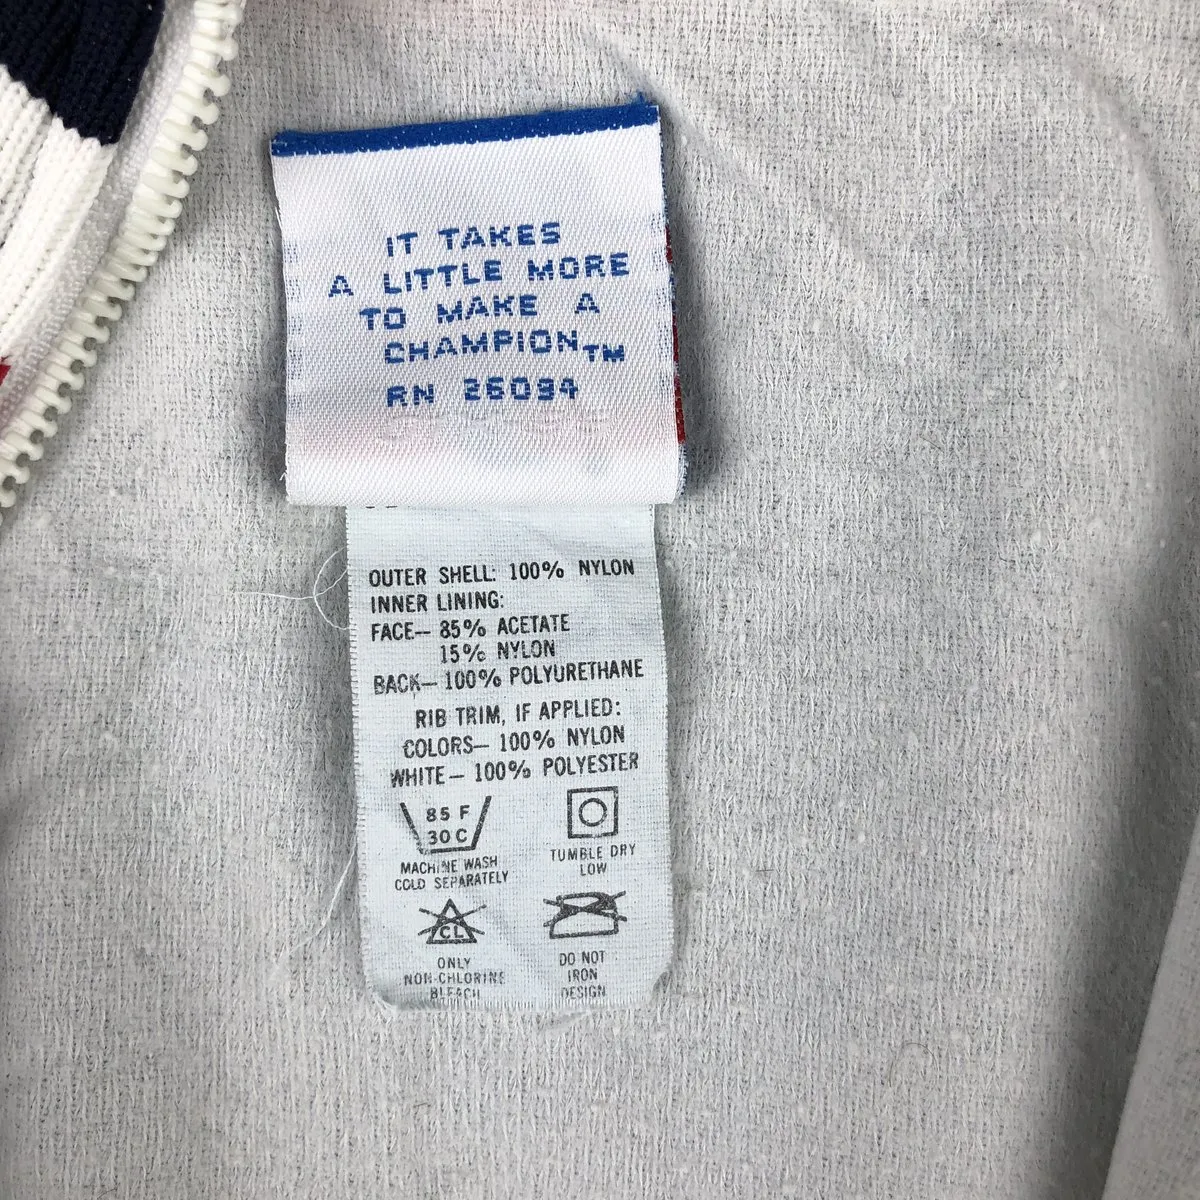 IT TAKES
A LITTLE MORE
TO MAKE A
CHAMPION™
RN 26094
OUTER SHELL: 100% NYLON
INNER LINING:
FACE— 85% ACETATE
15% NYLON
BACK— 100% POLYURETHANE
RIB TRIM, IF APPLIED:
COLORS— 100% NYLON
WHITE— 100% POLYESTER
85 F
30 C
MACHINE WASH
COLD SEPARATELY
TUMBLE DRY
LOW
CL
ONLY
NON-CHLORINE
BLEACH
DO NOT
IRON
DESIGN